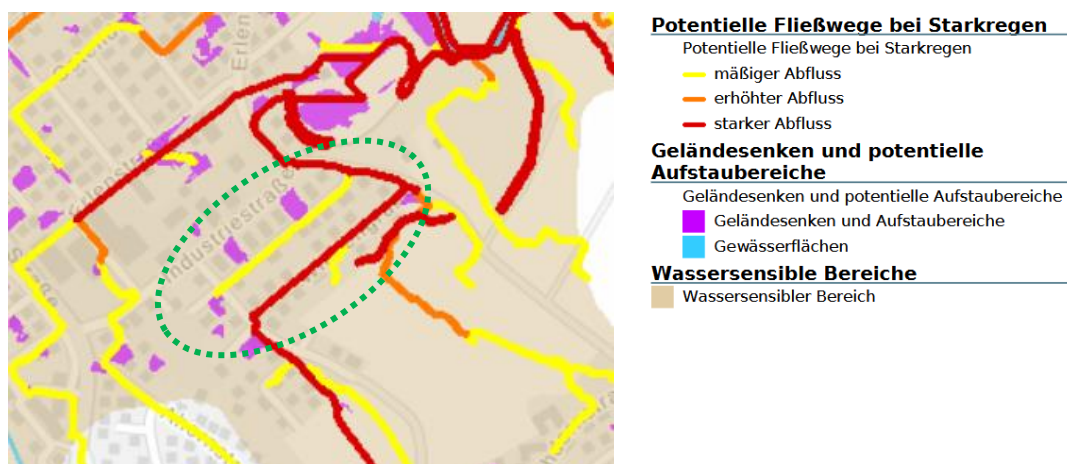 Potentielle Fließwege bei Starkregen
Potentielle Fließwege bei Starkregen
mäßiger Abfluss
erhöhter Abfluss
starker Abfluss
Geländesenken und potentielle
Aufstaubereiche
Geländesenken und potentielle Aufstaubereiche
Geländesenken und Aufstaubereiche
Gewässerflächen
Wassersensible Bereiche
Wassersensibler Bereich
Erlen
Industriestraße